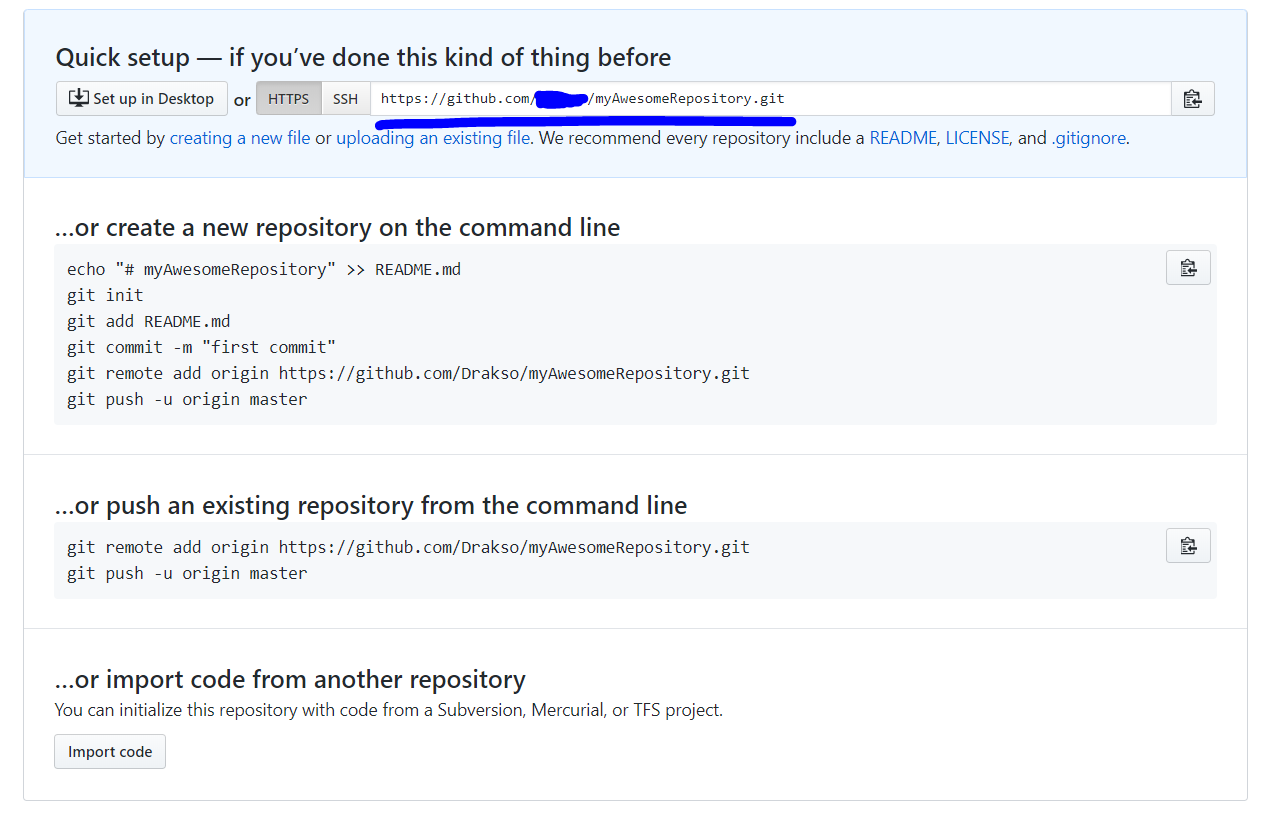 Quick setup — if you’ve done this kind of thing before
Set up in Desktop or HTTPS SSH https://github.com/ /myAwesomeRepository.git
Get started by creating a new file or uploading an existing file. We recommend every repository include a README, LICENSE, and .gitignore.
…or create a new repository on the command line
echo "# myAwesomeRepository" >> README.md
git init
git add README.md
git commit -m "first commit"
git remote add origin https://github.com/Drakso/myAwesomeRepository.git
git push -u origin master
…or push an existing repository from the command line
git remote add origin https://github.com/Drakso/myAwesomeRepository.git
git push -u origin master
…or import code from another repository
You can initialize this repository with code from a Subversion, Mercurial, or TFS project.
Import code